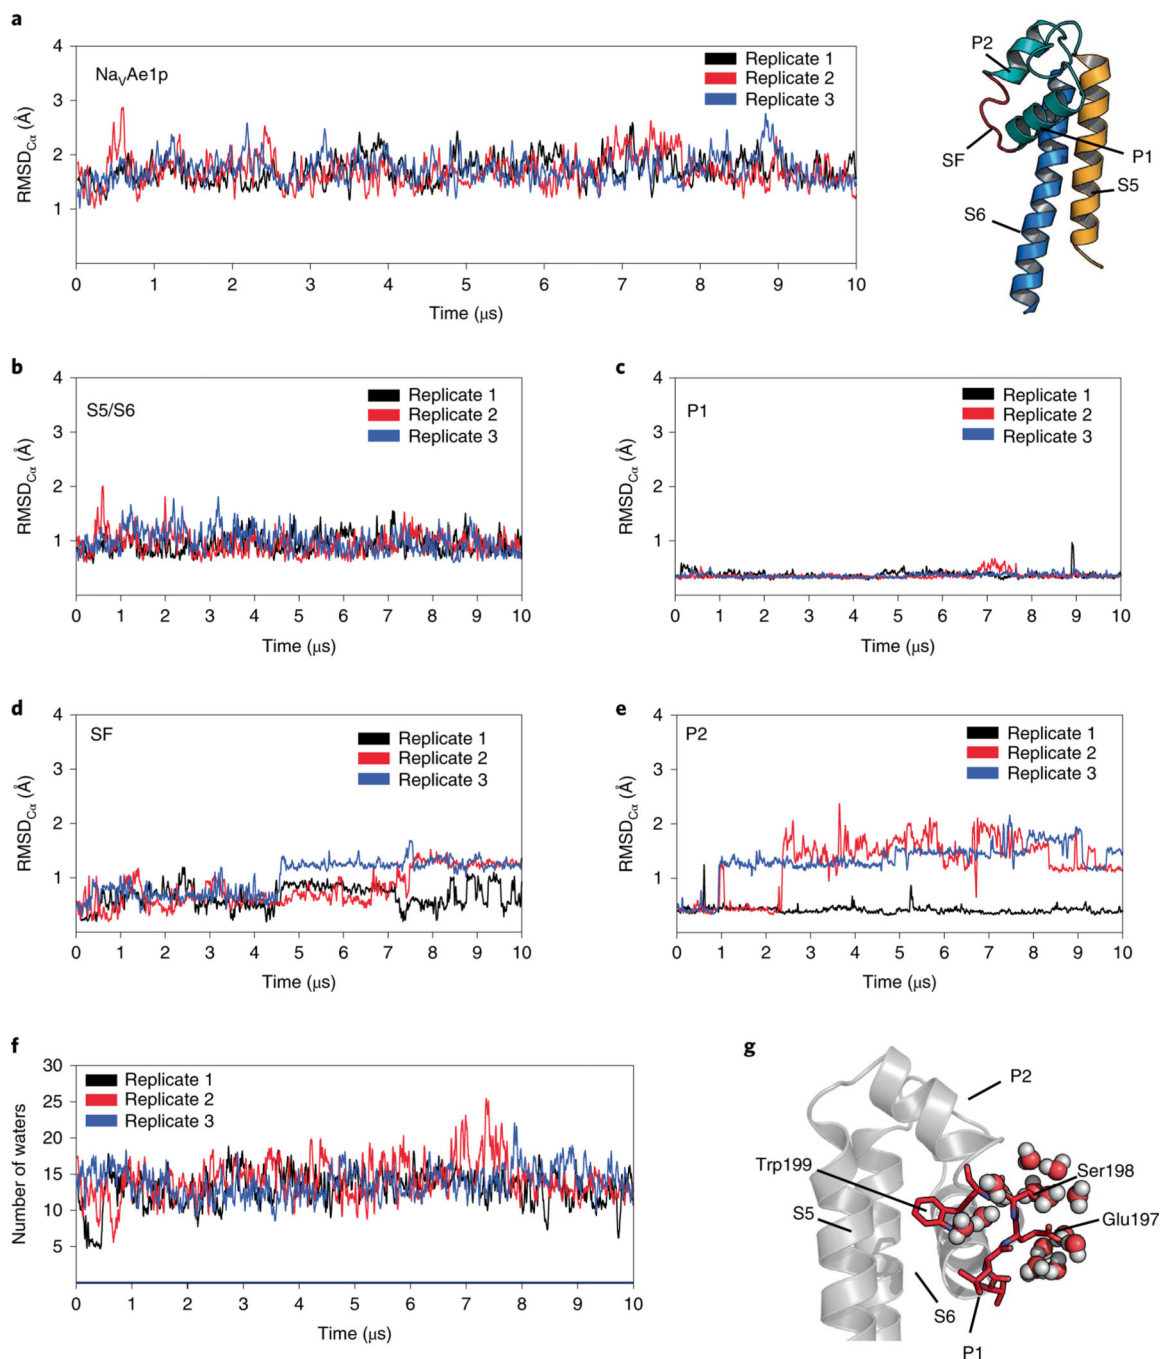 a
Na_VAe1p
Replicate 1
Replicate 2
Replicate 3
RMSD_Cα (Å)
4
3
2
1
0 1 2 3 4 5 6 7 8 9 10
Time (μs)
P2
SF
P1
S5
S6
b
S5/S6
Replicate 1
Replicate 2
Replicate 3
RMSD_Cα (Å)
4
3
2
1
0 1 2 3 4 5 6 7 8 9 10
Time (μs)
c
P1
Replicate 1
Replicate 2
Replicate 3
RMSD_Cα (Å)
4
3
2
1
0 1 2 3 4 5 6 7 8 9 10
Time (μs)
d
SF
Replicate 1
Replicate 2
Replicate 3
RMSD_Cα (Å)
4
3
2
1
0 1 2 3 4 5 6 7 8 9 10
Time (μs)
e
P2
Replicate 1
Replicate 2
Replicate 3
RMSD_Cα (Å)
4
3
2
1
0 1 2 3 4 5 6 7 8 9 10
Time (μs)
f
Replicate 1
Replicate 2
Replicate 3
Number of waters
30
25
20
15
10
5
0 1 2 3 4 5 6 7 8 9 10
Time (μs)
g
P2
Trp199
Ser198
S5
Glu197
S6
P1